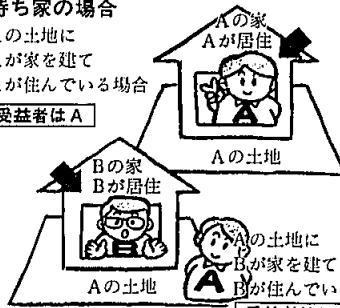 持ち家の場合
の土地に
が家を建て
が住んでいる場合
受益者はA
Aの家
Aが居住
A
Aの土地
Bの家
Bが居住
B
Aの土地
A
Aの土地に
Bが家を建て
Bが住んでい